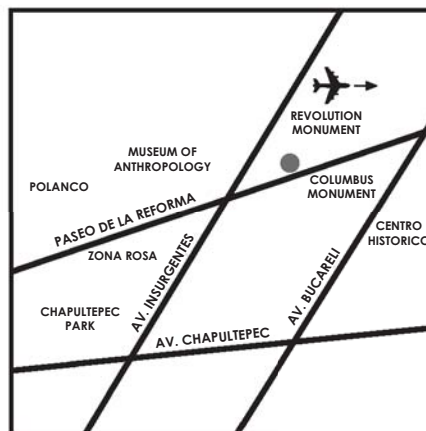 REVOLUTION
MONUMENT
MUSEUM OF
ANTHROPOLOGY
POLANCO
COLUMBUS
MONUMENT
PASEO DE LA REFORMA
CENTRO
HISTORICO
ZONA ROSA
AV. INSURGENTES
AV. BUCARELI
CHAPULTEPEC
PARK
AV. CHAPULTEPEC